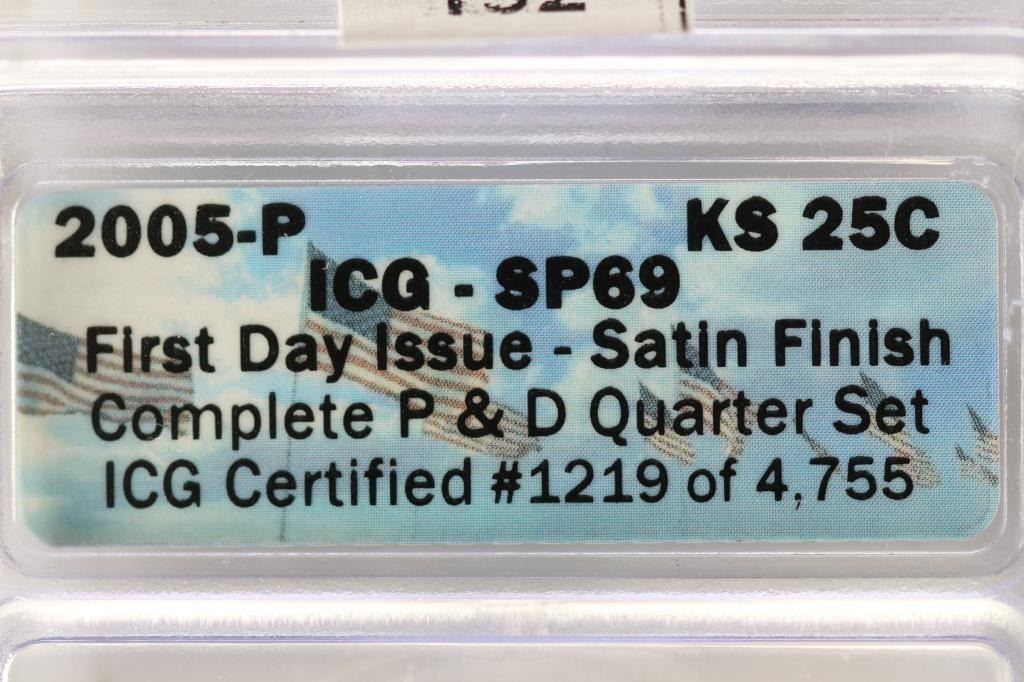 2005-P KS 25C
ICG - SP69
First Day Issue - Satin Finish
Complete P & D Quarter Set
ICG Certified #1219 of 4,755